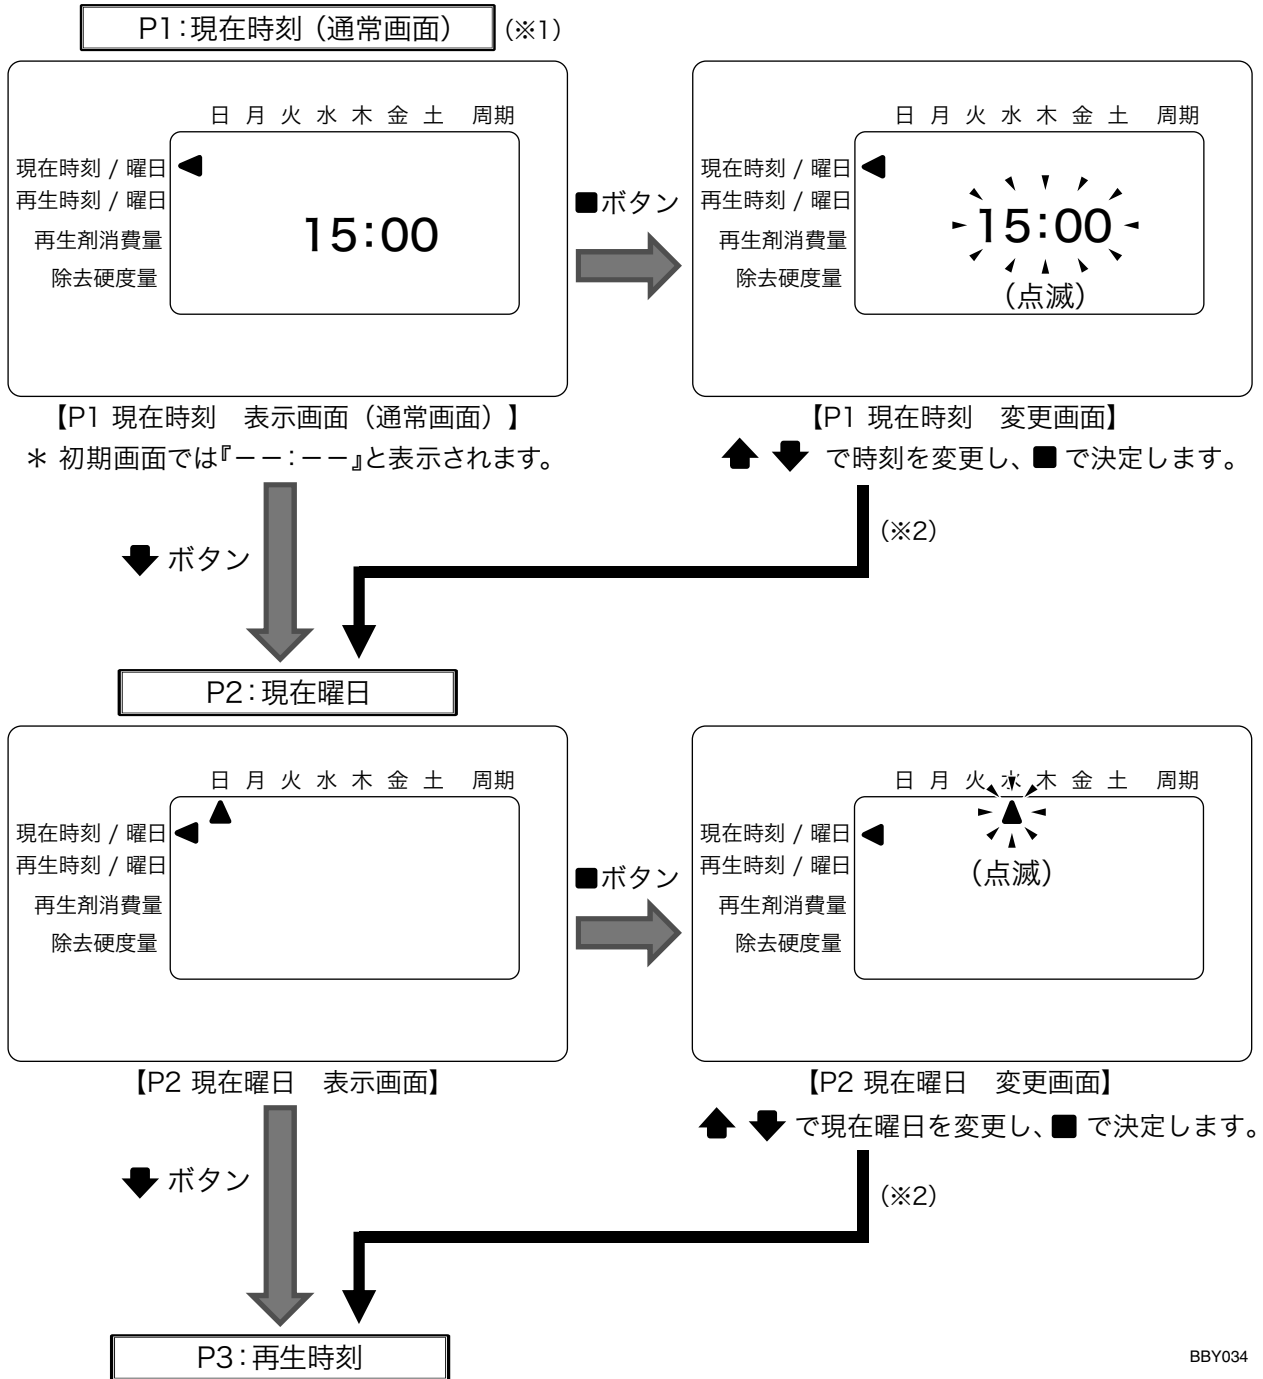 P1：現在時刻（通常画面）
（※1）
日 月 火 水 木 金 土 周期
現在時刻 / 曜日
再生時刻 / 曜日
再生剤消費量
除去硬度量
15：00
■ボタン
日 月 火 水 木 金 土 周期
現在時刻 / 曜日
再生時刻 / 曜日
再生剤消費量
除去硬度量
15：00
（点滅）
【P1 現在時刻　表示画面（通常画面）】
＊ 初期画面では『－－：－－』と表示されます。
【P1 現在時刻　変更画面】
🡅 🡇 で時刻を変更し、■ で決定します。
🡇 ボタン
（※2）
P2：現在曜日
日 月 火 水 木 金 土 周期
現在時刻 / 曜日
再生時刻 / 曜日
再生剤消費量
除去硬度量
■ボタン
日 月 火 水 木 金 土 周期
現在時刻 / 曜日
再生時刻 / 曜日
再生剤消費量
除去硬度量
（点滅）
【P2 現在曜日　表示画面】
【P2 現在曜日　変更画面】
🡅 🡇 で現在曜日を変更し、■ で決定します。
🡇 ボタン
（※2）
P3：再生時刻
BBY034